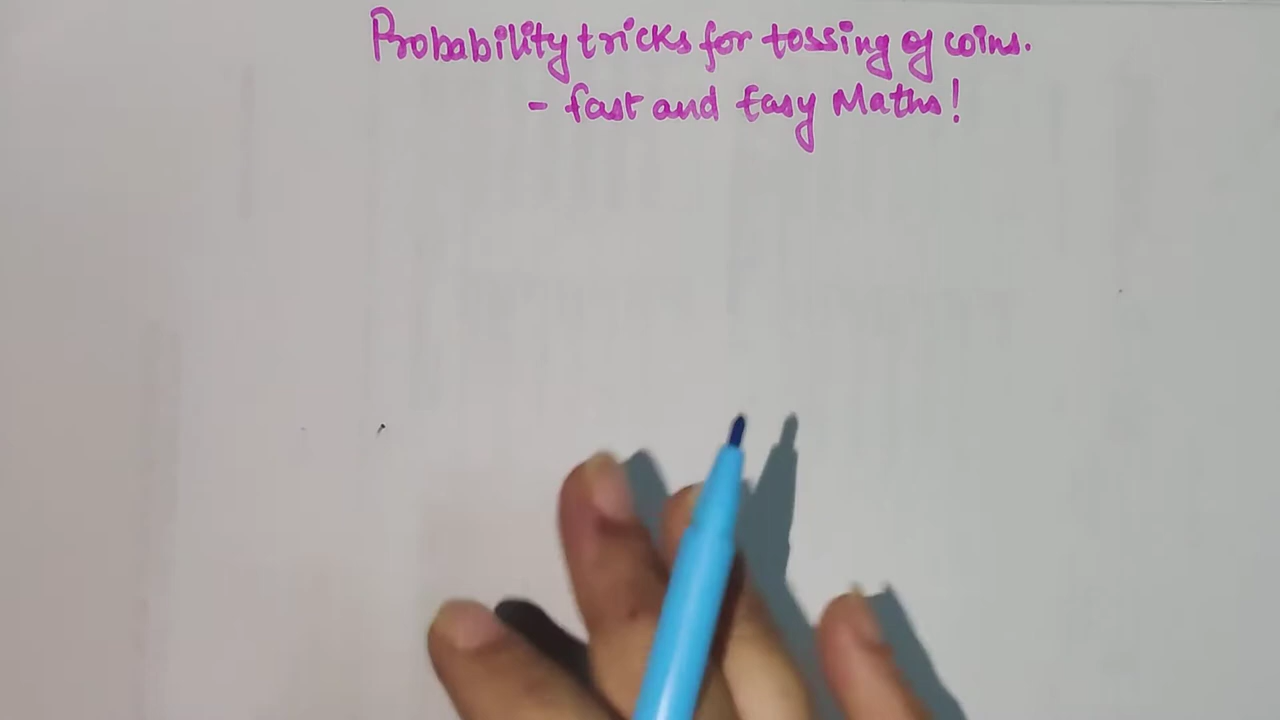 Probability tricks for tossing of coins.
- fast and Easy Maths!